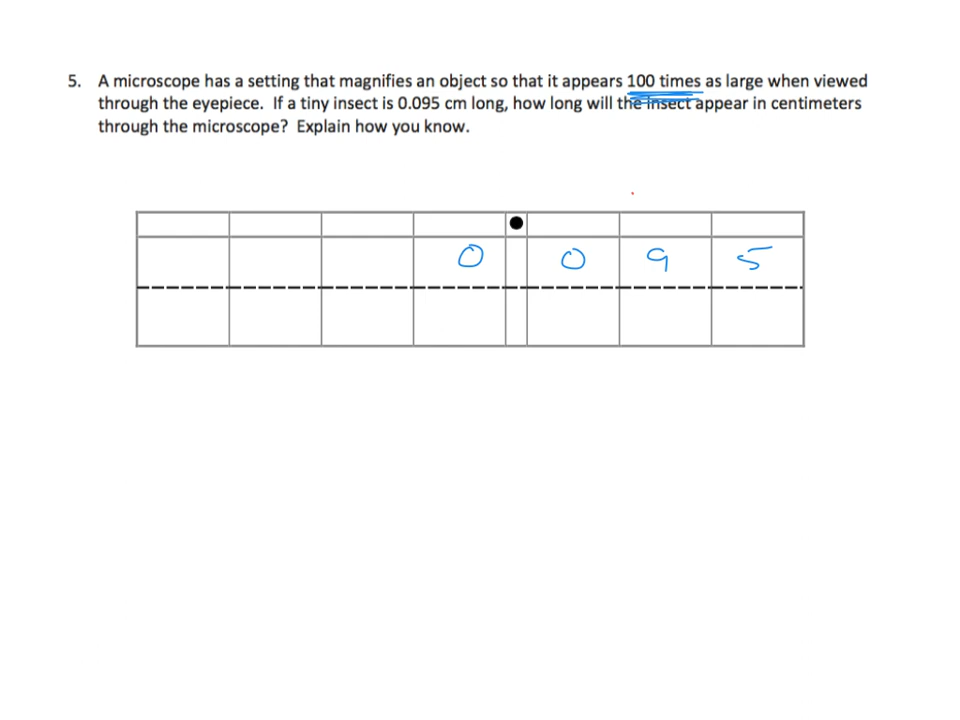 5. A microscope has a setting that magnifies an object so that it appears 100 times as large when viewed
through the eyepiece. If a tiny insect is 0.095 cm long, how long will the insect appear in centimeters
through the microscope? Explain how you know.
0 0 9 5